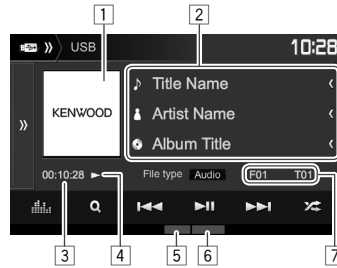 1
2
USB
10:28
KENWOOD
Title Name
Artist Name
Album Title
00:10:28
File type Audio
F01 T01
3
4
5
6
7